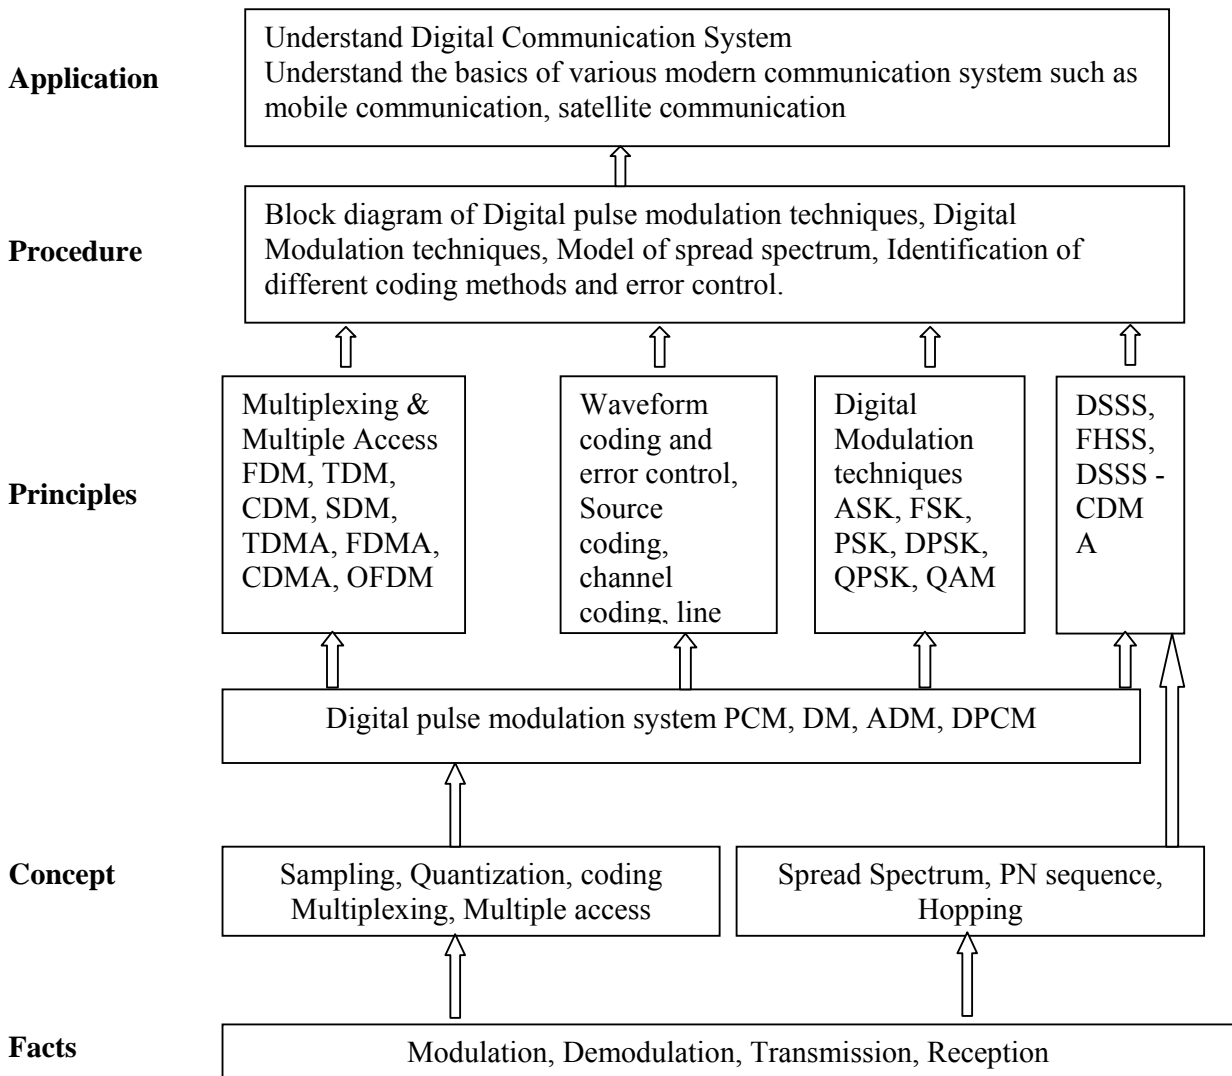 Application
Understand Digital Communication System
Understand the basics of various modern communication system such as
mobile communication, satellite communication
Procedure
Block diagram of Digital pulse modulation techniques, Digital
Modulation techniques, Model of spread spectrum, Identification of
different coding methods and error control.
Principles
Multiplexing &
Multiple Access
FDM, TDM,
CDM, SDM,
TDMA, FDMA,
CDMA, OFDM
Waveform
coding and
error control,
Source
coding,
channel
coding, line
Digital
Modulation
techniques
ASK, FSK,
PSK, DPSK,
QPSK, QAM
DSSS,
FHSS,
DSSS -
CDM
A
Digital pulse modulation system PCM, DM, ADM, DPCM
Concept
Sampling, Quantization, coding
Multiplexing, Multiple access
Spread Spectrum, PN sequence,
Hopping
Facts
Modulation, Demodulation, Transmission, Reception